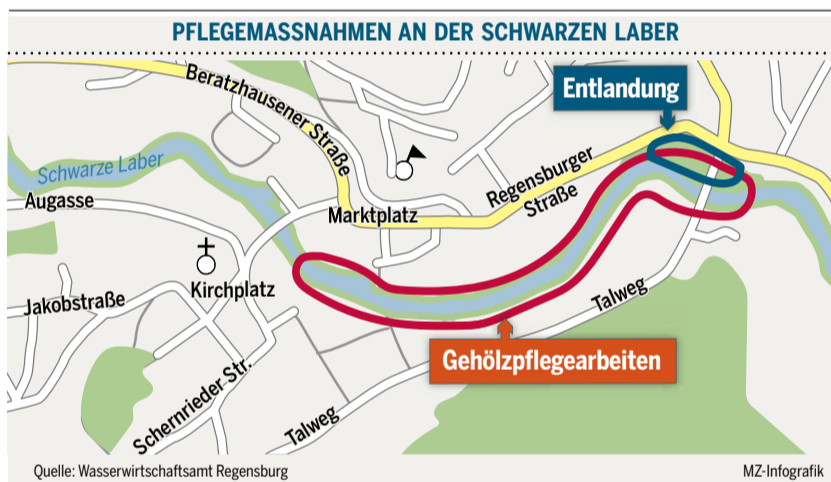 PFLEGEMASSNAHMEN AN DER SCHWARZEN LABER
Entlandung
Beratzhausener Straße
Schwarze Laber
Augasse
Regensburger
Straße
Marktplatz
Kirchplatz
Jakobstraße
Talweg
Gehölzpflegearbeiten
Schernrieder Str.
Talweg
Quelle: Wasserwirtschaftsamt Regensburg
MZ-Infografik